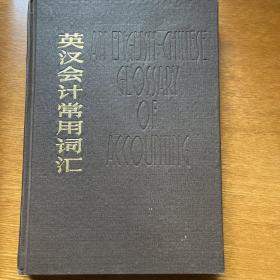 英汉会计常用词汇
AN ENGLISH-CHINESE
GLOSSARY
OF
ACCOUNTING